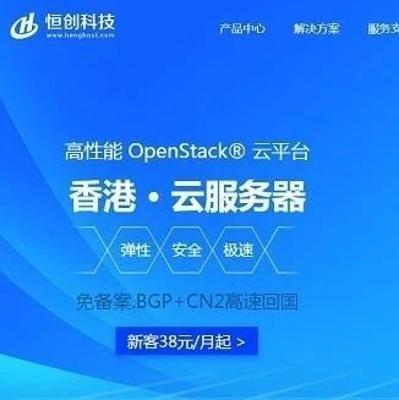 恒创科技
www.henghost.com
产品中心 解决方案 服务支
高性能 OpenStack® 云平台
香港·云服务器
弹性 安全 极速
免备案.BGP+CN2高速回国
新客38元/月起 >